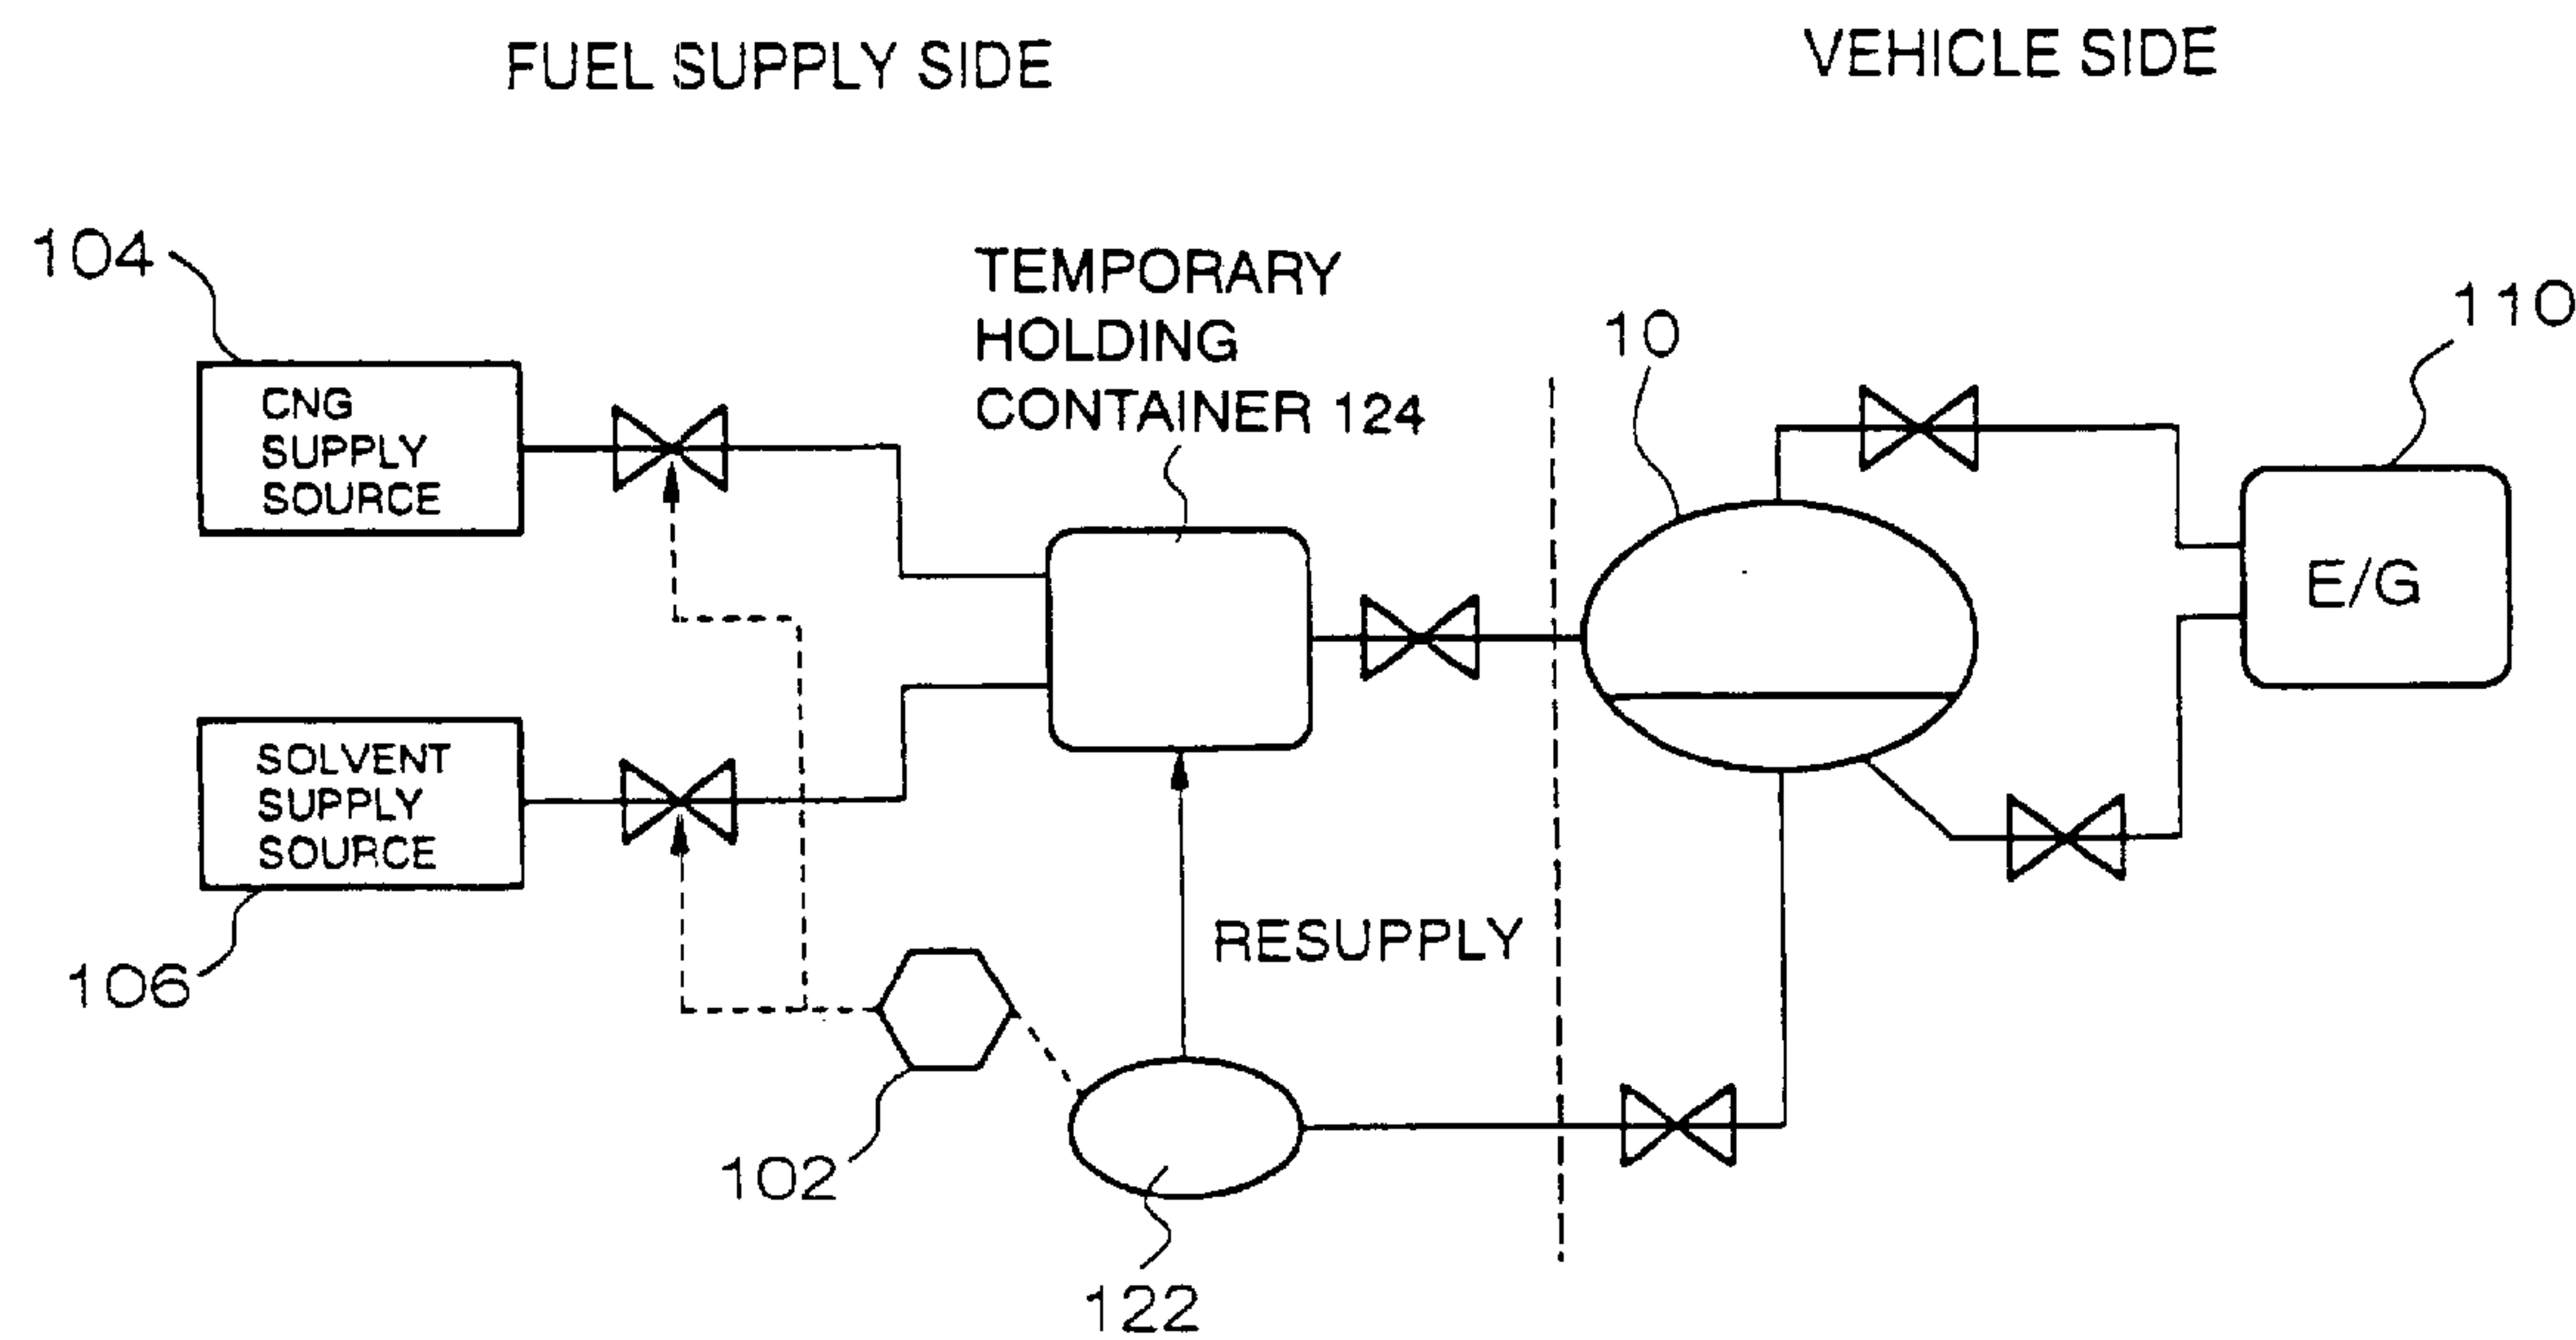 FUEL SUPPLY SIDE
VEHICLE SIDE
104
CNG
SUPPLY
SOURCE
TEMPORARY
HOLDING
CONTAINER 124
10
110
E/G
SOLVENT
SUPPLY
SOURCE
106
RESUPPLY
102
122